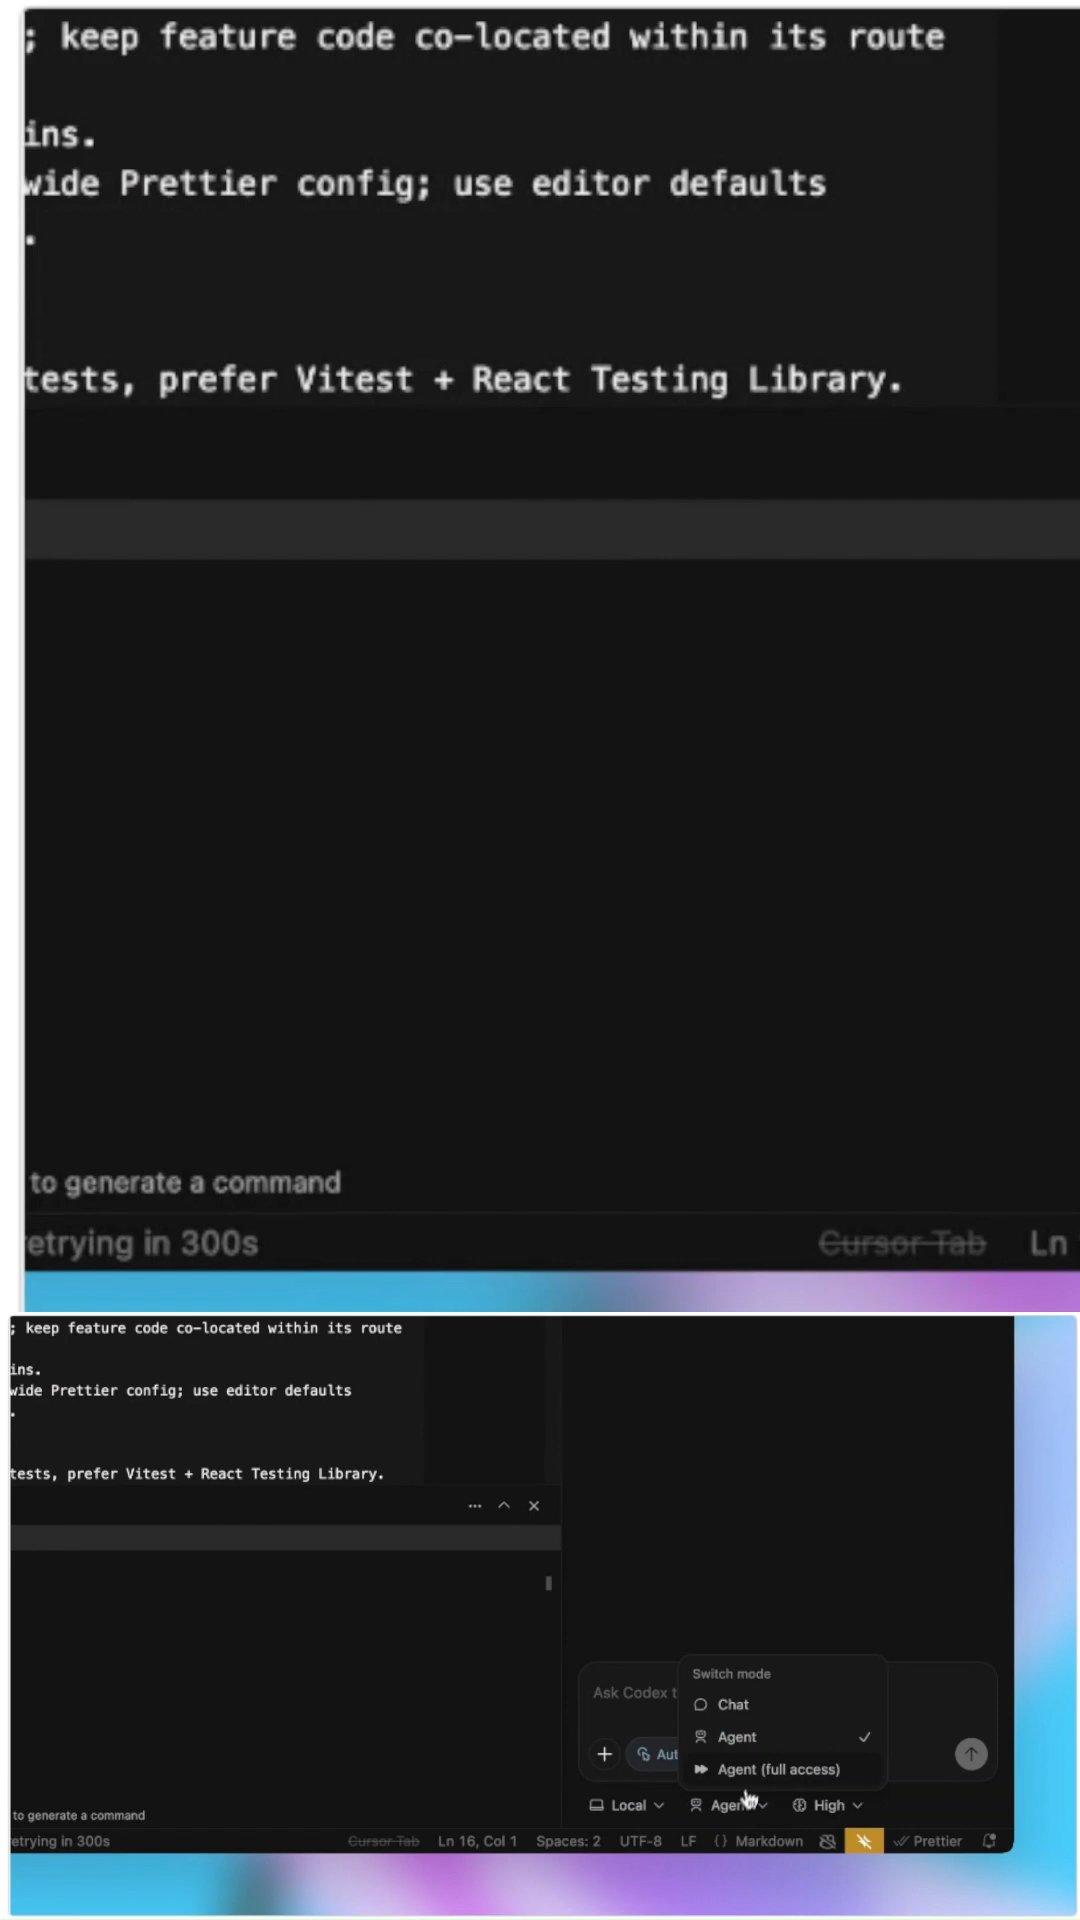 ; keep feature code co-located within its route
ins.
wide Prettier config; use editor defaults
.
tests, prefer Vitest + React Testing Library.
to generate a command
etrying in 300s
Cursor Tab
Ln
; keep feature code co-located within its route
ins.
wide Prettier config; use editor defaults
.
tests, prefer Vitest + React Testing Library.
Switch mode
Ask Codex t
Chat
Agent
Aut
Agent (full access)
Local
Agent
High
to generate a command
etrying in 300s
Cursor Tab
Ln 16, Col 1
Spaces: 2
UTF-8
LF
{} Markdown
Prettier